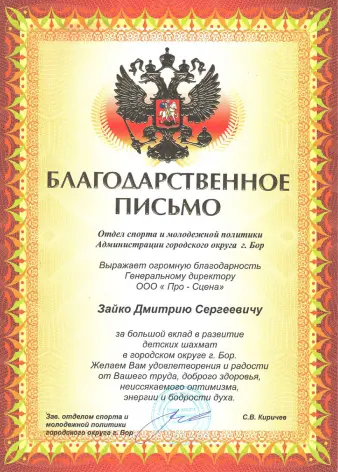 БЛАГОДАРСТВЕННОЕ
ПИСЬМО
Отдел спорта и молодежной политики
Администрации городского округа г. Бор
Выражает огромную благодарность
Генеральному директору
ООО « Про - Сцена»
Зайко Дмитрию Сергеевичу
за большой вклад в развитие
детских шахмат
в городском округе г. Бор.
Желаем Вам удовлетворения и радости
от Вашего труда, доброго здоровья,
неиссякаемого оптимизма,
энергии и бодрости духа.
Зав. отделом спорта и
молодежной политики
городского округа г. Бор
С.В. Киричев